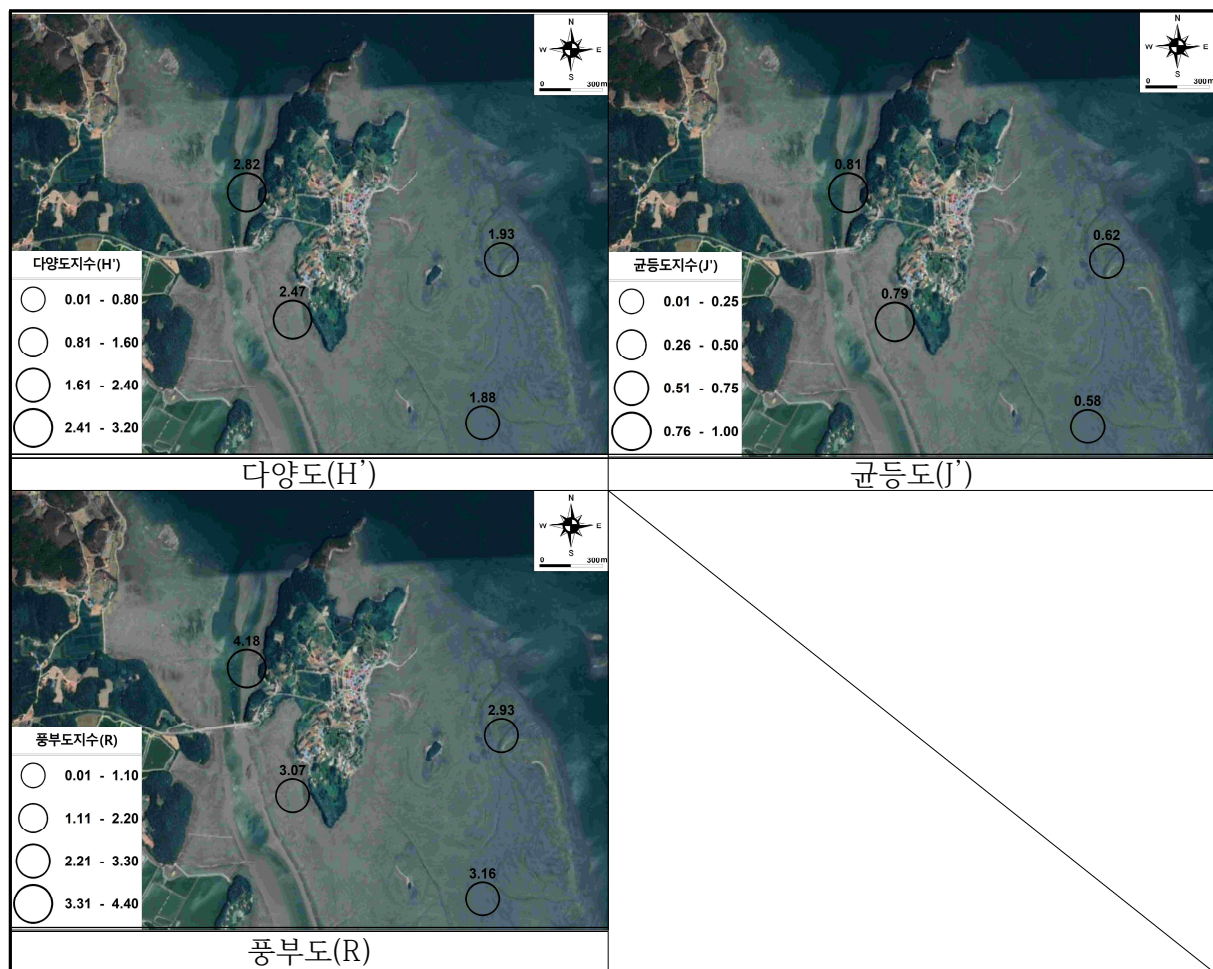 N
W E
S
0 300m
2.82
1.93
2.47
1.88
다양도지수(H')
0.01 - 0.80
0.81 - 1.60
1.61 - 2.40
2.41 - 3.20
다양도(H')
N
W E
S
0 300m
0.81
0.62
0.79
0.58
균등도지수(J')
0.01 - 0.25
0.26 - 0.50
0.51 - 0.75
0.76 - 1.00
균등도(J')
N
W E
S
0 300m
4.18
2.93
3.07
3.16
풍부도지수(R)
0.01 - 1.10
1.11 - 2.20
2.21 - 3.30
3.31 - 4.40
풍부도(R)